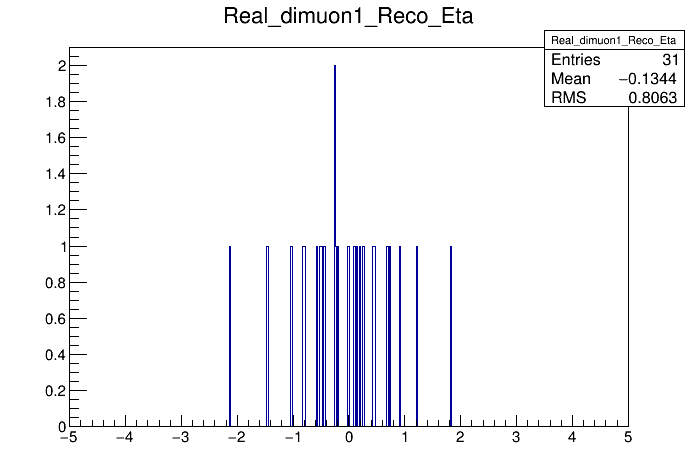 Real_dimuon1_Reco_Eta
Real_dimuon1_Reco_Eta
Entries 31
Mean −0.1344
RMS 0.8063
2
1.8
1.6
1.4
1.2
1
0.8
0.6
0.4
0.2
0
−5 −4 −3 −2 −1 0 1 2 3 4 5